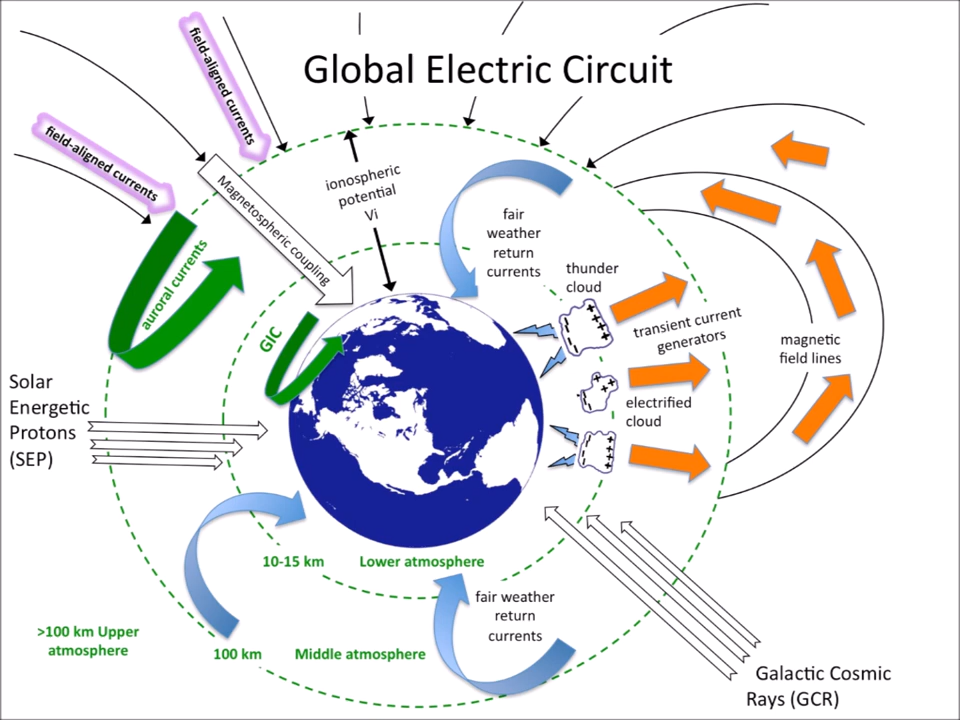 Global Electric Circuit
field-aligned currents
field-aligned currents
Magnetospheric coupling
ionospheric
potential
Vi
fair
weather
return
currents
thunder
cloud
auroral currents
GIC
transient current
generators
magnetic
field lines
electrified
cloud
Solar
Energetic
Protons
(SEP)
10-15 km
Lower atmosphere
fair weather
return
currents
>100 km Upper
atmosphere
100 km
Middle atmosphere
Galactic Cosmic
Rays (GCR)